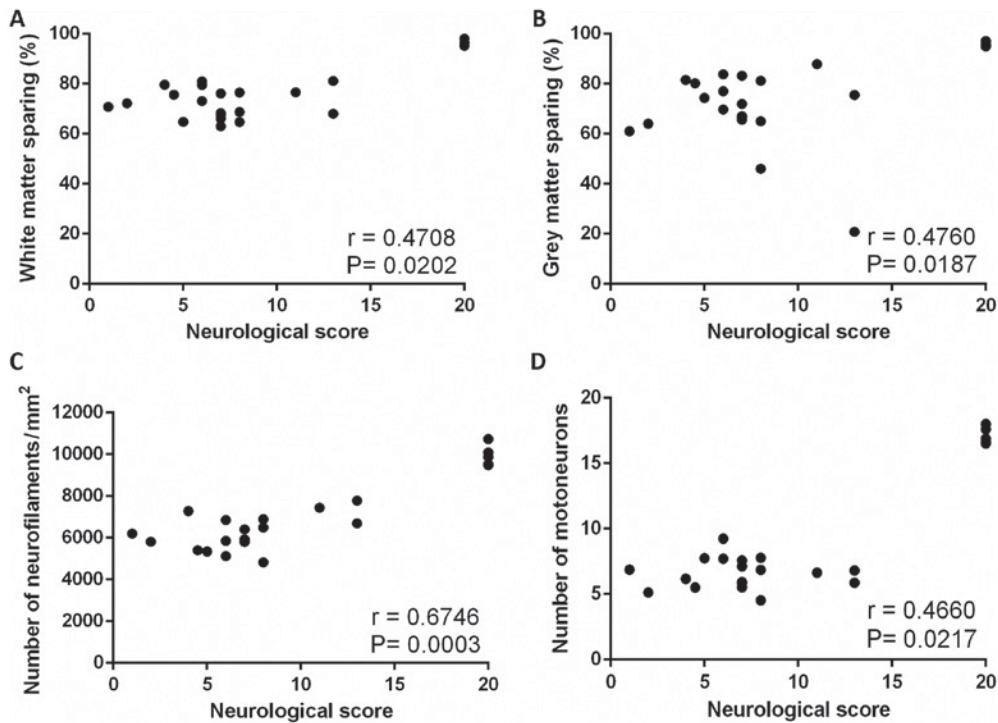 A
White matter sparing (%)
100
80
60
40
20
0
r = 0.4708
P= 0.0202
0 5 10 15 20
Neurological score
B
Grey matter sparing (%)
100
80
60
40
20
0
r = 0.4760
P= 0.0187
0 5 10 15 20
Neurological score
C
Number of neurofilaments/mm²
12000
10000
8000
6000
4000
2000
0
r = 0.6746
P= 0.0003
0 5 10 15 20
Neurological score
D
Number of motoneurons
20
15
10
5
0
r = 0.4660
P= 0.0217
0 5 10 15 20
Neurological score